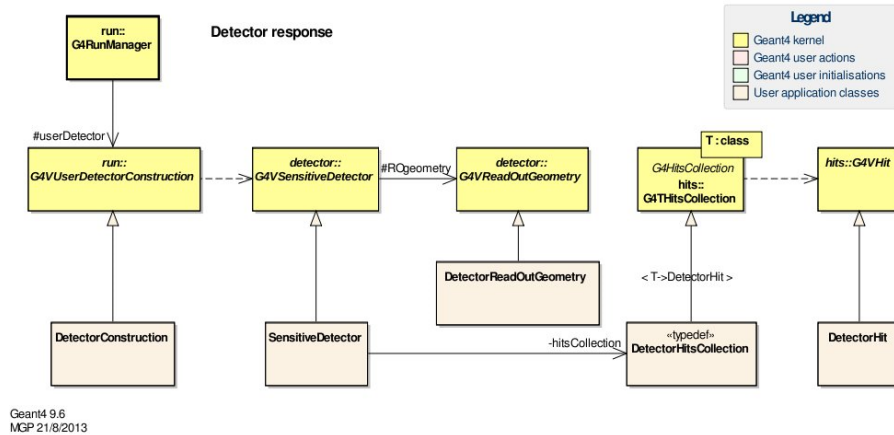 run::
G4RunManager
Detector response
Legend
Geant4 kernel
Geant4 user actions
Geant4 user initialisations
User application classes
#userDetector
run::
G4VUserDetectorConstruction
detector::
G4VSensitiveDetector
#ROgeometry
detector::
G4VReadOutGeometry
T : class
G4HitsCollection
hits::
G4THitsCollection
hits::G4VHit
DetectorReadOutGeometry
< T->DetectorHit >
DetectorConstruction
SensitiveDetector
-hitsCollection
«typedef»
DetectorHitsCollection
DetectorHit
Geant4 9.6
MGP 21/8/2013